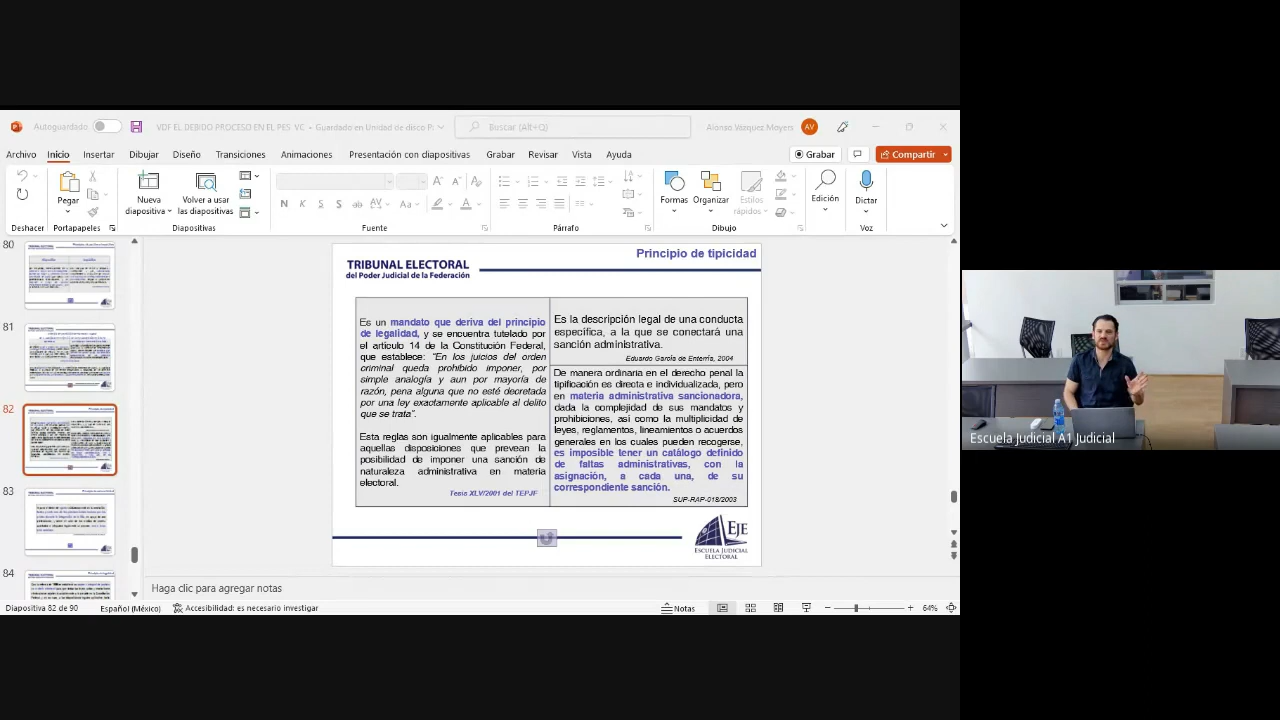 Autoguardado
VDF EL DEBIDO PROCESO EN EL PES VC • Guardado en Unidad de disco P
Buscar (Alt+Q)
Alonso Vázquez Moyers
AV
Archivo
Inicio
Insertar
Dibujar
Diseño
Transiciones
Animaciones
Presentación con diapositivas
Grabar
Revisar
Vista
Ayuda
Grabar
Compartir
Pegar
Nueva diapositiva
Volver a usar las diapositivas
Formas
Organizar
Estilos rápidos
Edición
Dictar
Deshacer
Portapapeles
Diapositivas
Fuente
Párrafo
Dibujo
Voz
80
81
82
83
84
Principio de tipicidad
TRIBUNAL ELECTORAL
del Poder Judicial de la Federación
Es un mandato que deriva del principio
de legalidad, y se encuentra tutelado por
el artículo 14 de la Constitución Federal,
que establece: "En los juicios del orden
criminal queda prohibido imponer, por
simple analogía y aun por mayoría de
razón, pena alguna que no esté decretada
por una ley exactamente aplicable al delito
que se trata".
Esta reglas son igualmente aplicables para
aquellas disposiciones que prevean la
posibilidad de imponer una sanción de
naturaleza administrativa en materia
electoral.
Tesis XLV/2001 del TEPJF
Es la descripción legal de una conducta
especifica, a la que se conectará una
sanción administrativa.
Eduardo García de Enterría, 2004
De manera ordinaria en el derecho penal la
tipificación es directa e individualizada, pero
en materia administrativa sancionadora,
dada la complejidad de sus mandatos y
prohibiciones, así como la multiplicidad de
leyes, reglamentos, lineamientos o acuerdos
generales en los cuales pueden recogerse,
es imposible tener un catálogo definido
de faltas administrativas, con la
asignación, a cada una, de su
correspondiente sanción.
SUP-RAP-018/2003
EJE
ESCUELA JUDICIAL
ELECTORAL
Haga clic para agregar notas
Diapositiva 82 de 90
Español (México)
Accesibilidad: es necesario investigar
Notas
64%
Escuela Judicial A1 Judicial